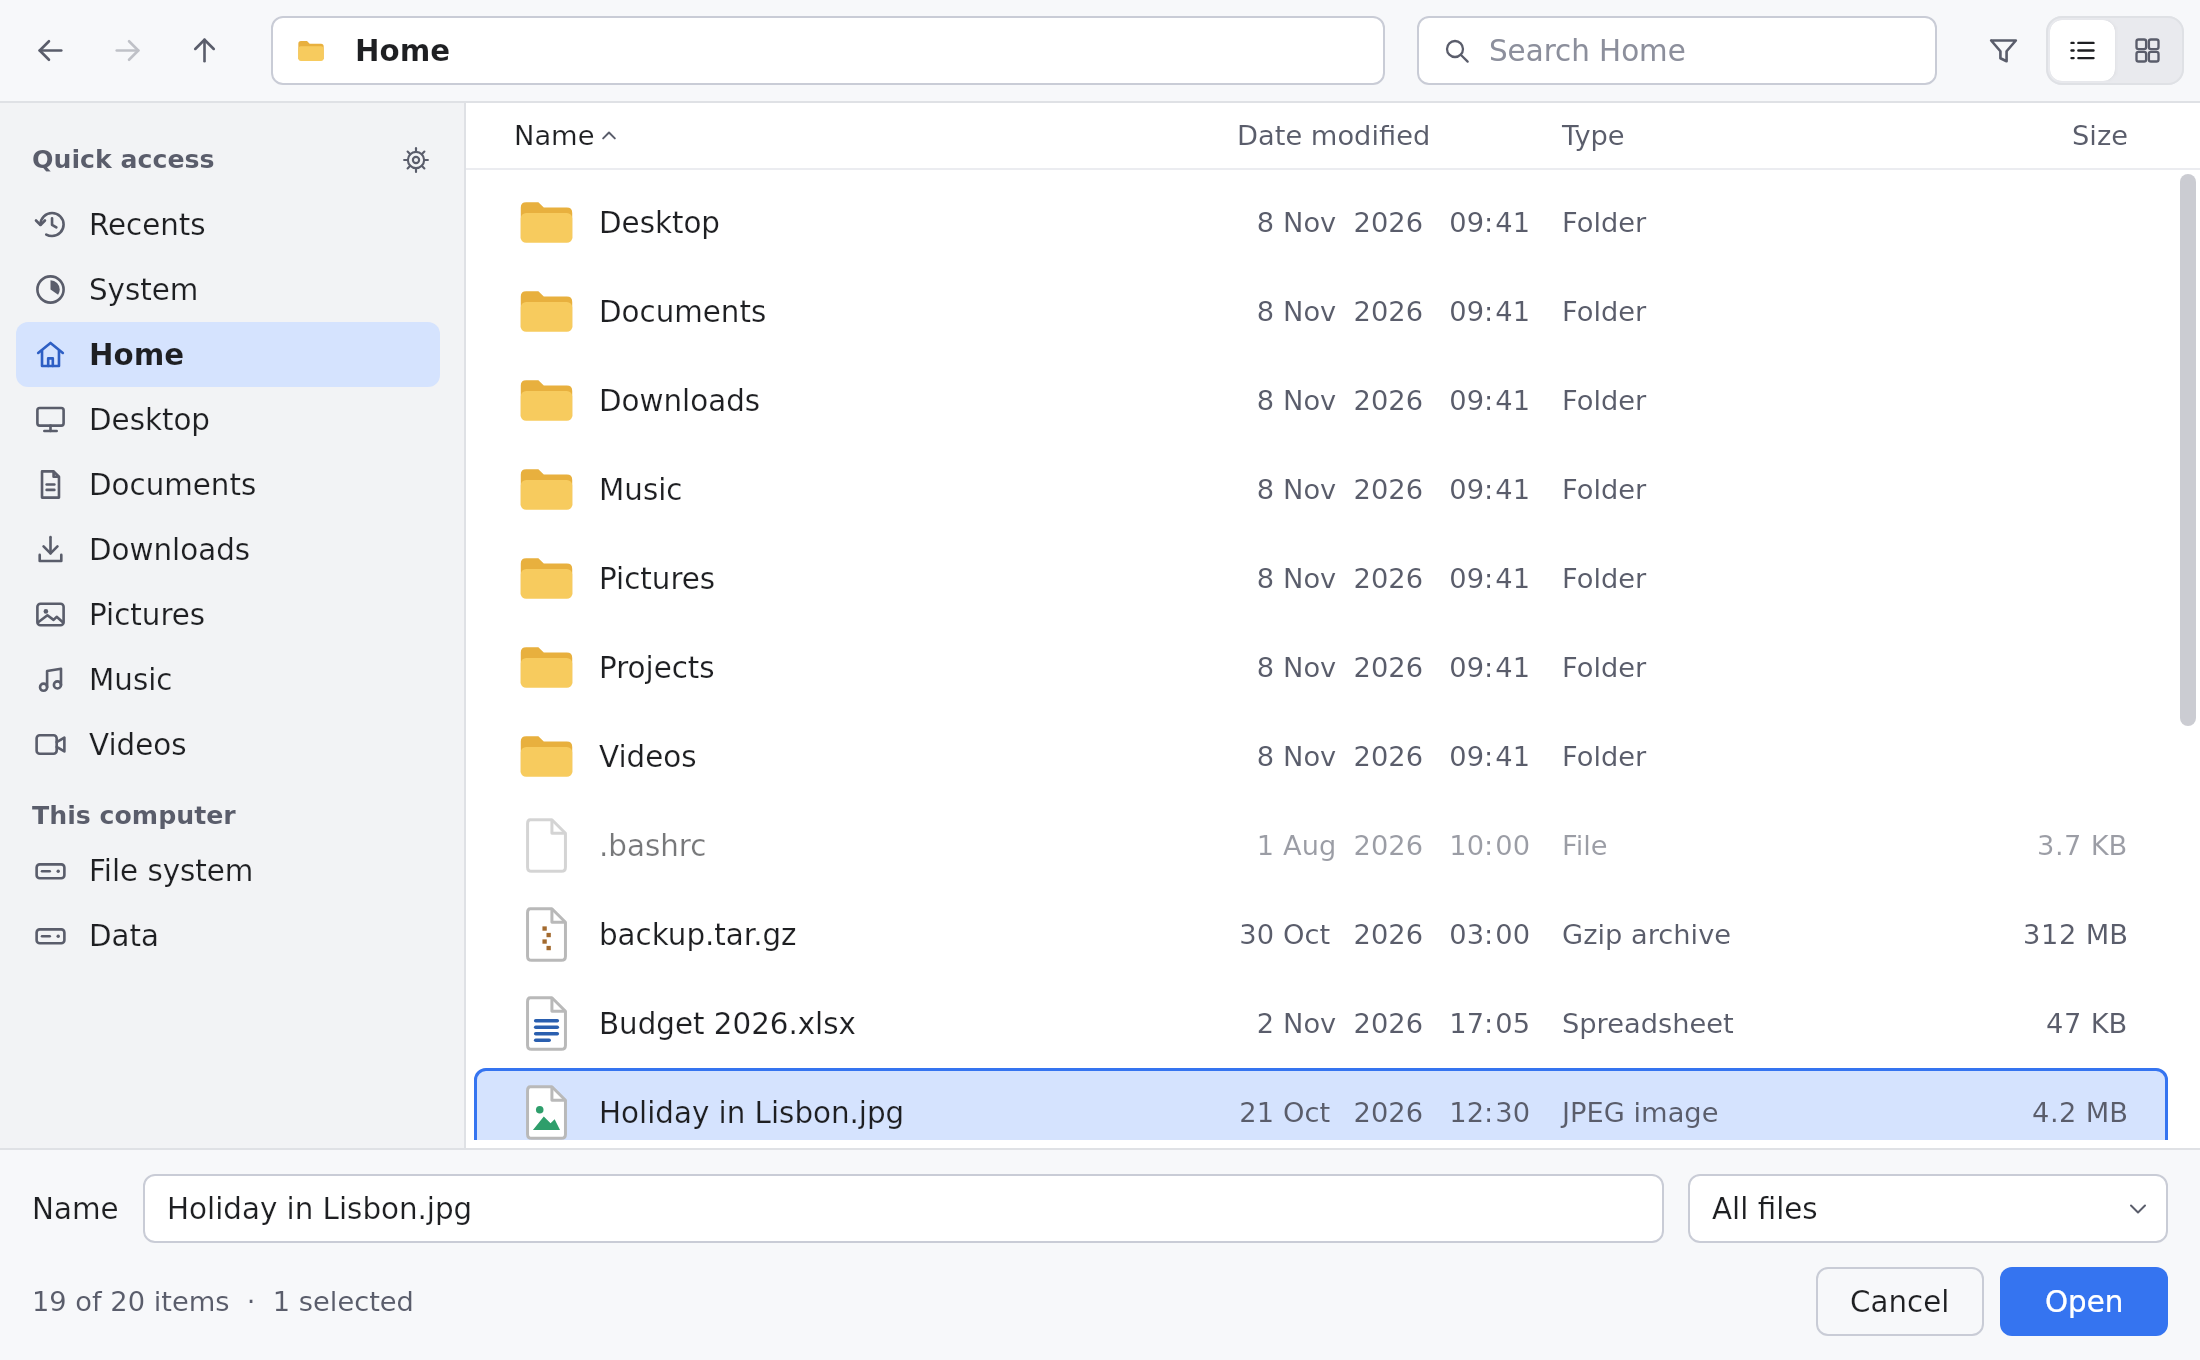 Home
Search Home
Quick access
Recents
System
Home
Desktop
Documents
Downloads
Pictures
Music
Videos
This computer
File system
Data
Name Date modified Type Size
Desktop 8 Nov 2026 09:41 Folder
Documents 8 Nov 2026 09:41 Folder
Downloads 8 Nov 2026 09:41 Folder
Music 8 Nov 2026 09:41 Folder
Pictures 8 Nov 2026 09:41 Folder
Projects 8 Nov 2026 09:41 Folder
Videos 8 Nov 2026 09:41 Folder
.bashrc 1 Aug 2026 10:00 File 3.7 KB
backup.tar.gz 30 Oct 2026 03:00 Gzip archive 312 MB
Budget 2026.xlsx 2 Nov 2026 17:05 Spreadsheet 47 KB
Holiday in Lisbon.jpg 21 Oct 2026 12:30 JPEG image 4.2 MB
Name Holiday in Lisbon.jpg All files
19 of 20 items · 1 selected
Cancel Open